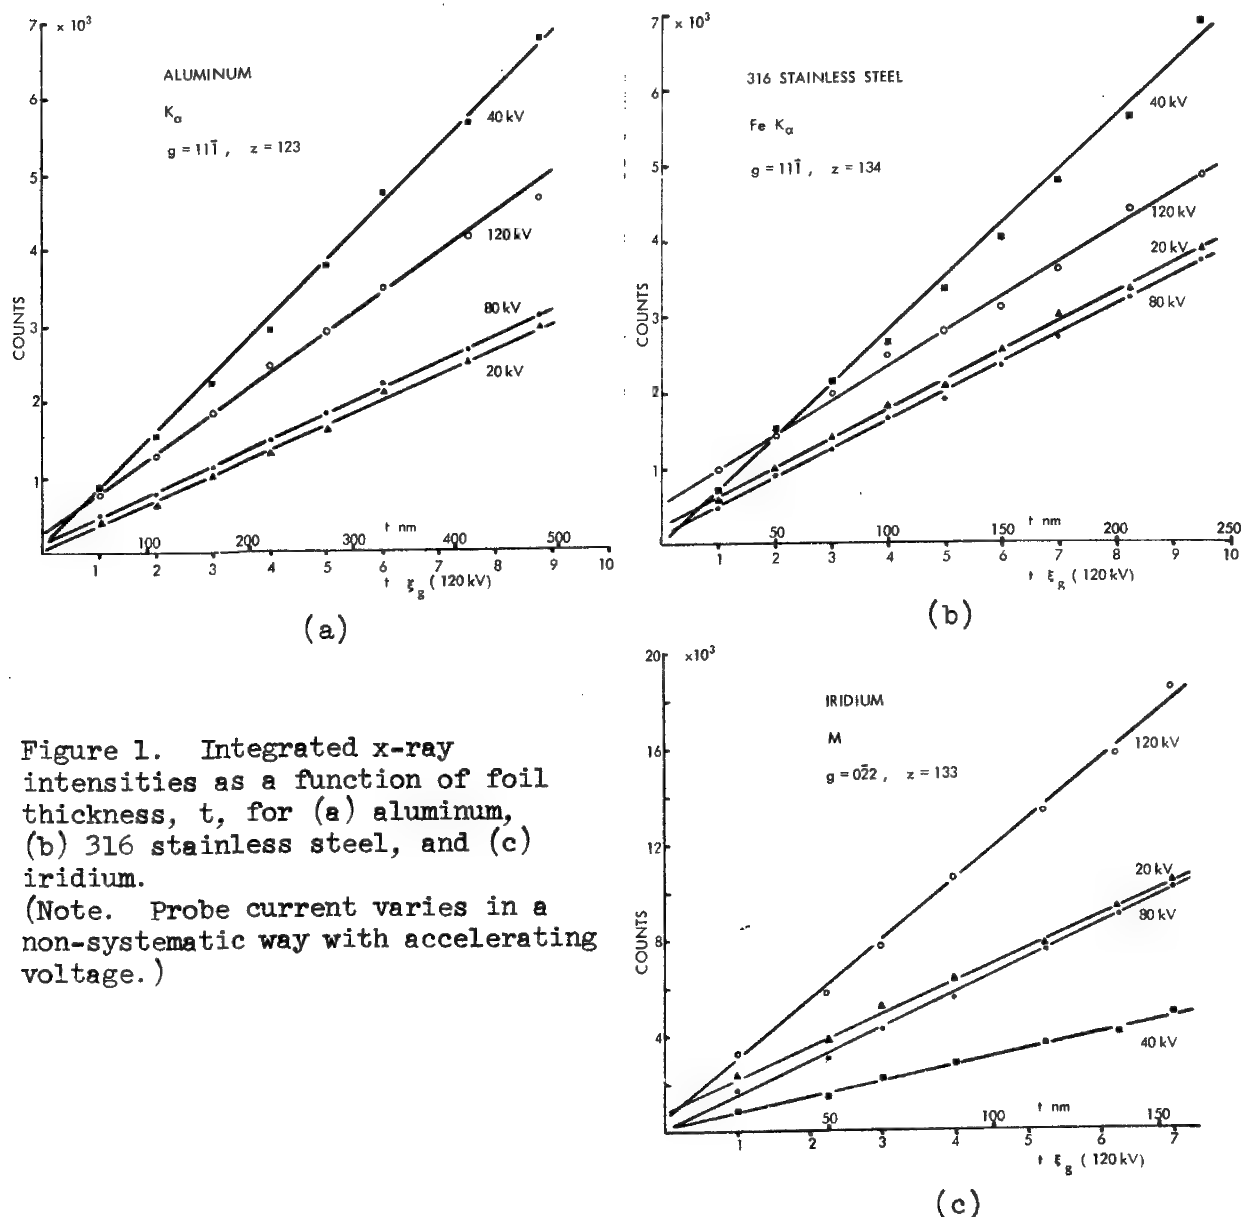 7 × 10³
ALUMINUM
Kα
g = 111̄ , z = 123
40 kV
120 kV
80 kV
20 kV
6
5
4
3
2
1
COUNTS
t nm
100 200 300 400 500
1 2 3 4 5 6 7 8 9 10
t ξg (120 kV)
(a)
7 × 10³
316 STAINLESS STEEL
Fe Kα
g = 111̄ , z = 134
40 kV
120 kV
20 kV
80 kV
6
5
4
3
2
1
COUNTS
t nm
50 100 150 200 250
1 2 3 4 5 6 7 8 9 10
t ξg (120 kV)
(b)
20 ×10³
IRIDIUM
M
g = 02̄2 , z = 133
120 kV
20 kV
80 kV
40 kV
16
12
8
4
COUNTS
t nm
50 100 150
1 2 3 4 5 6 7
t ξg (120 kV)
(c)
Figure 1. Integrated x-ray
intensities as a function of foil
thickness, t, for (a) aluminum,
(b) 316 stainless steel, and (c)
iridium.
(Note. Probe current varies in a
non-systematic way with accelerating
voltage.)